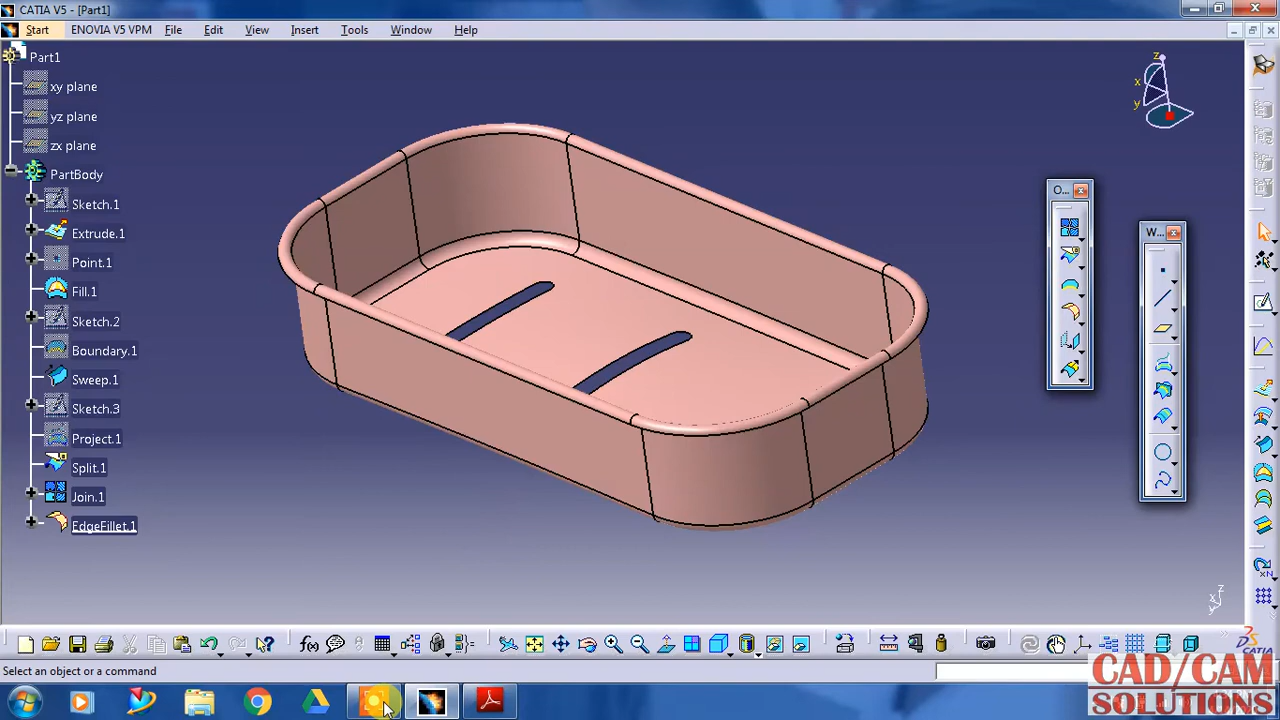 CATIA V5 - [Part1]
Start ENOVIA V5 VPM File Edit View Insert Tools Window Help
Part1
xy plane
yz plane
zx plane
PartBody
Sketch.1
Extrude.1
Point.1
Fill.1
Sketch.2
Boundary.1
Sweep.1
Sketch.3
Project.1
Split.1
Join.1
EdgeFillet.1
z
x
y
O...
W...
z
x
y
f(x)
xN
CATIA
Select an object or a command
CAD/CAM
SOLUTIONS